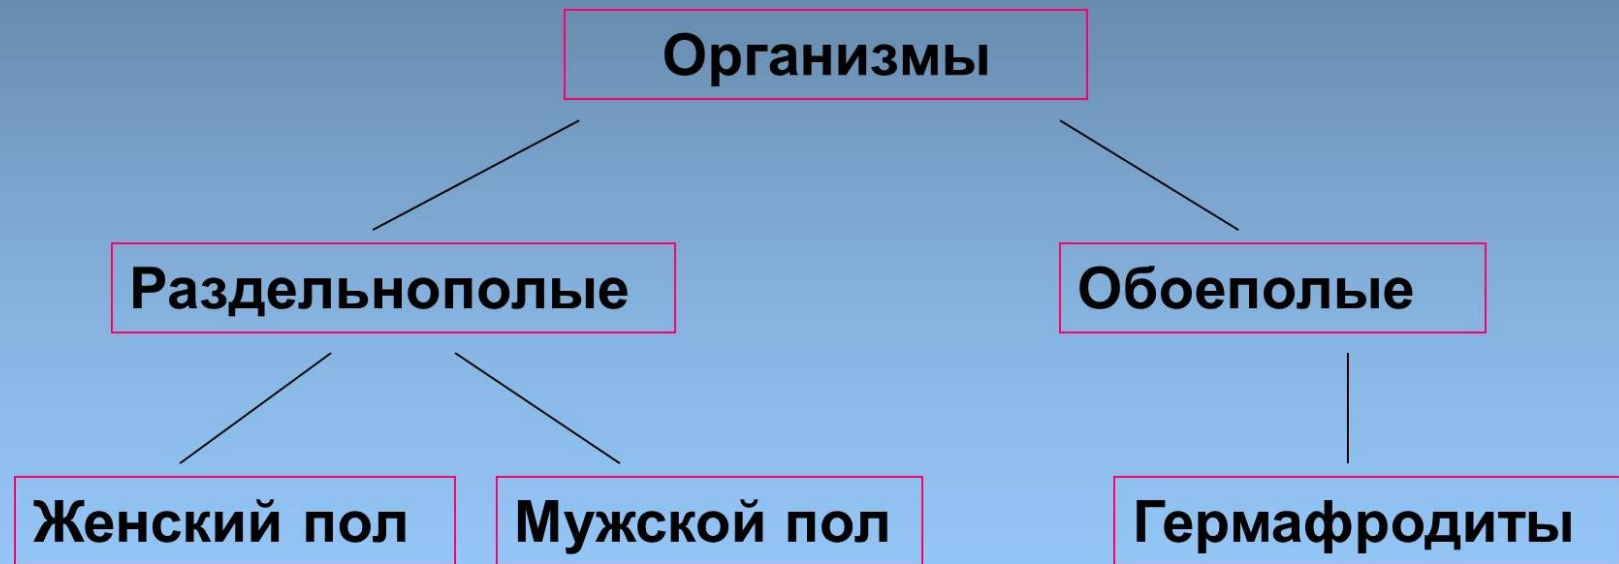 Организмы
Раздельнополые
Обоеполые
Женский пол
Мужской пол
Гермафродиты